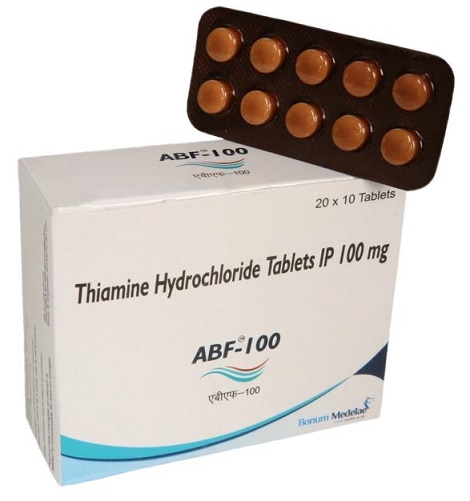 ABF-100
एबीएफ-100
20 x 10 Tablets
Thiamine Hydrochloride Tablets IP 100 mg
ABF-100
एबीएफ-100
Bonum Medelae